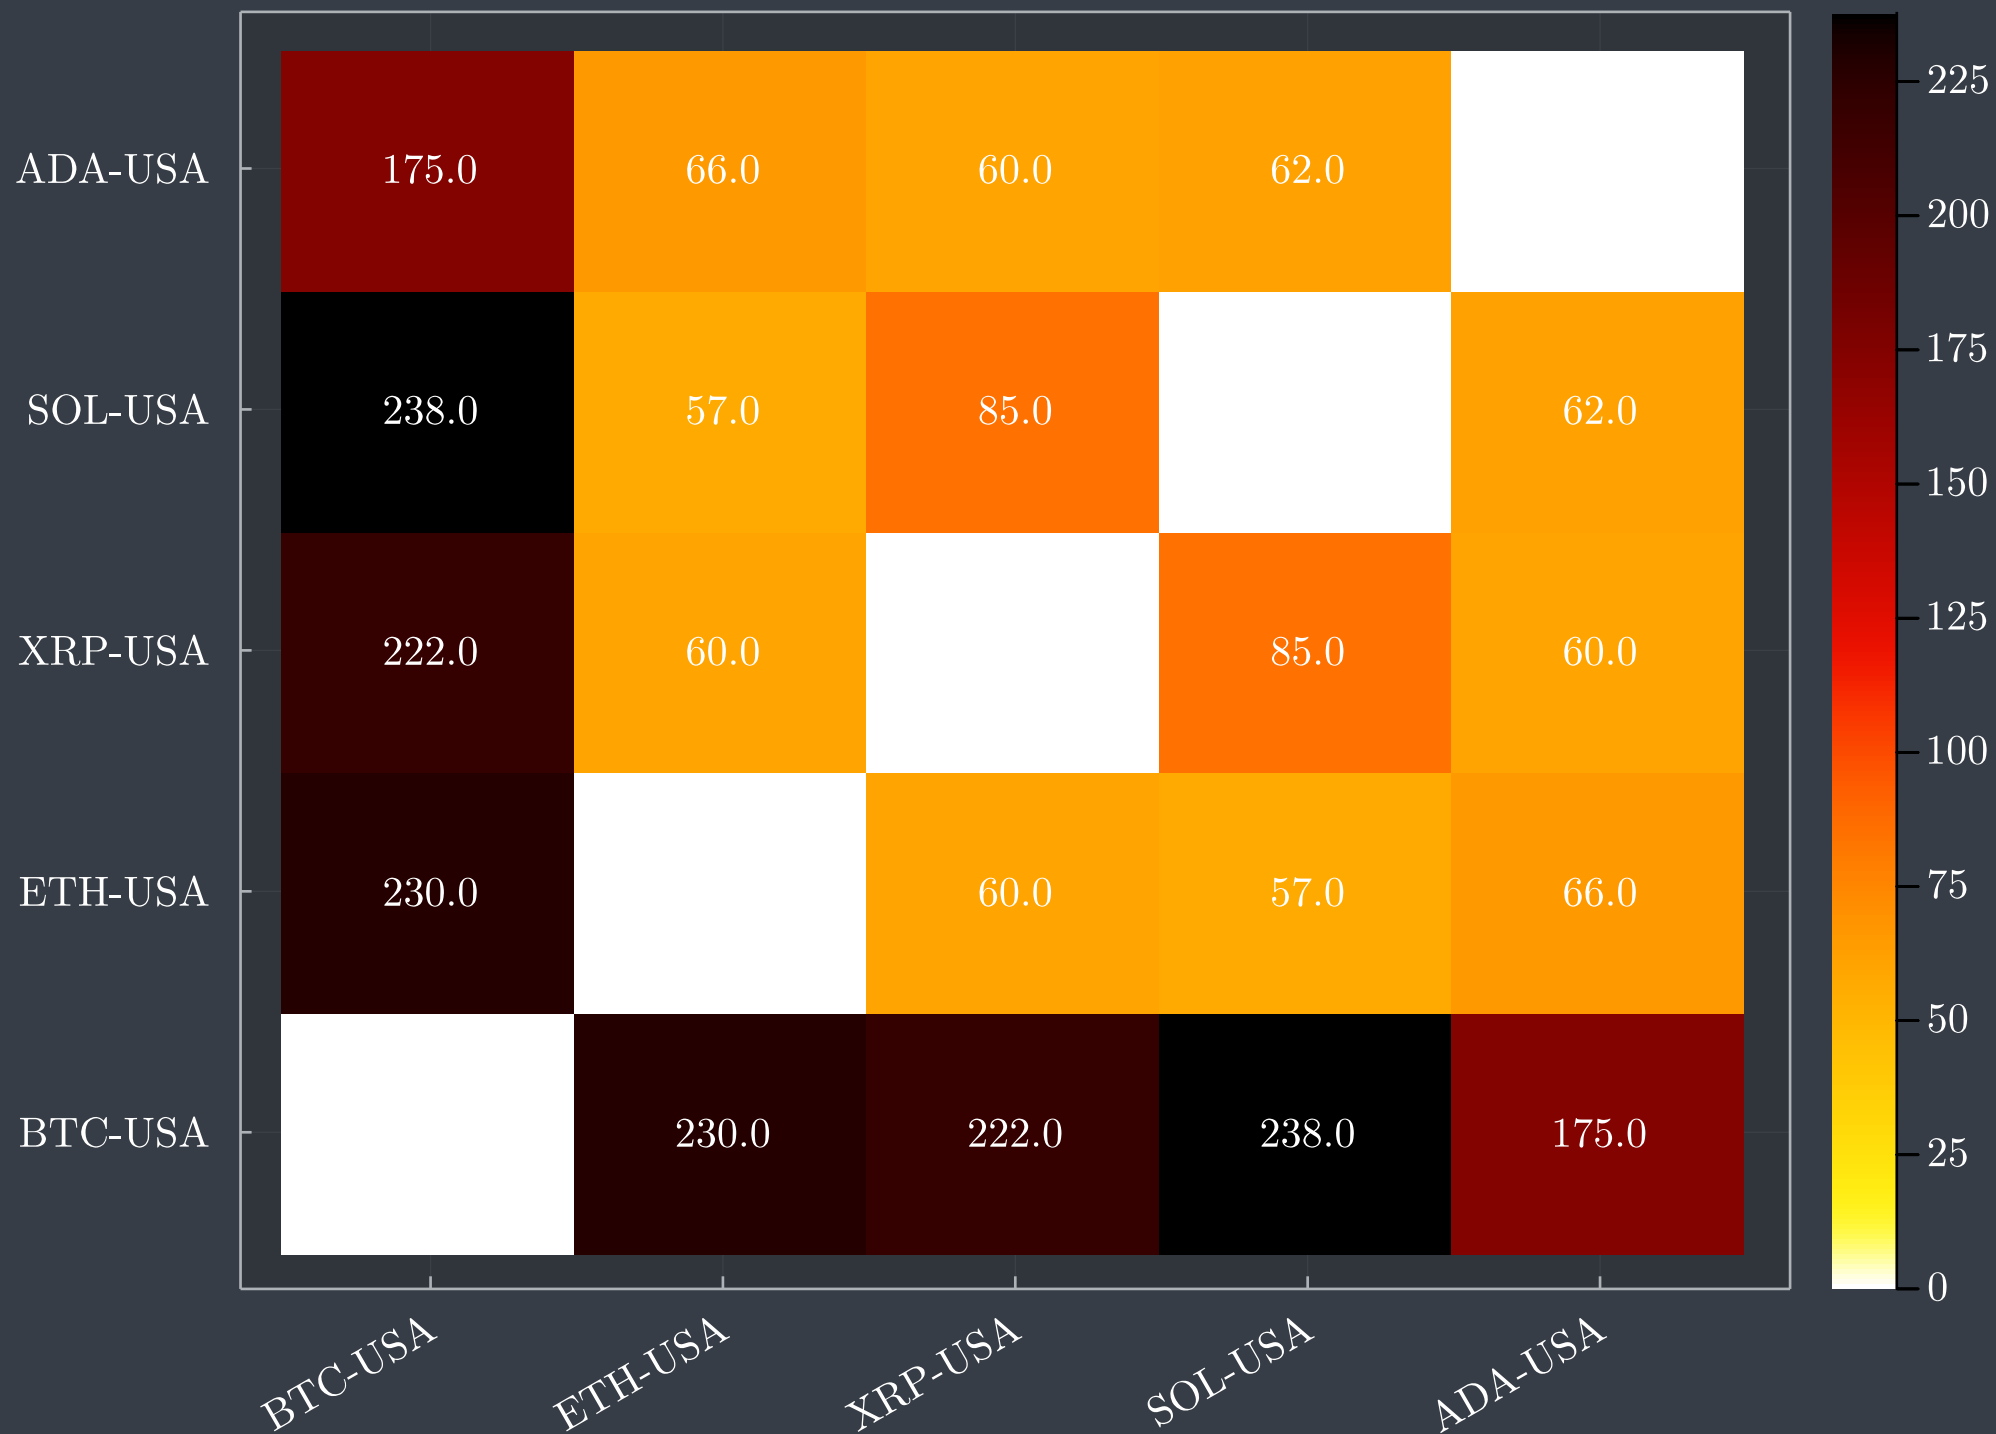 ADA-USA 175.0 66.0 60.0 62.0
SOL-USA 238.0 57.0 85.0 62.0
XRP-USA 222.0 60.0 85.0 60.0
ETH-USA 230.0 60.0 57.0 66.0
BTC-USA 230.0 222.0 238.0 175.0
BTC-USA ETH-USA XRP-USA SOL-USA ADA-USA
225
200
175
150
125
100
75
50
25
0